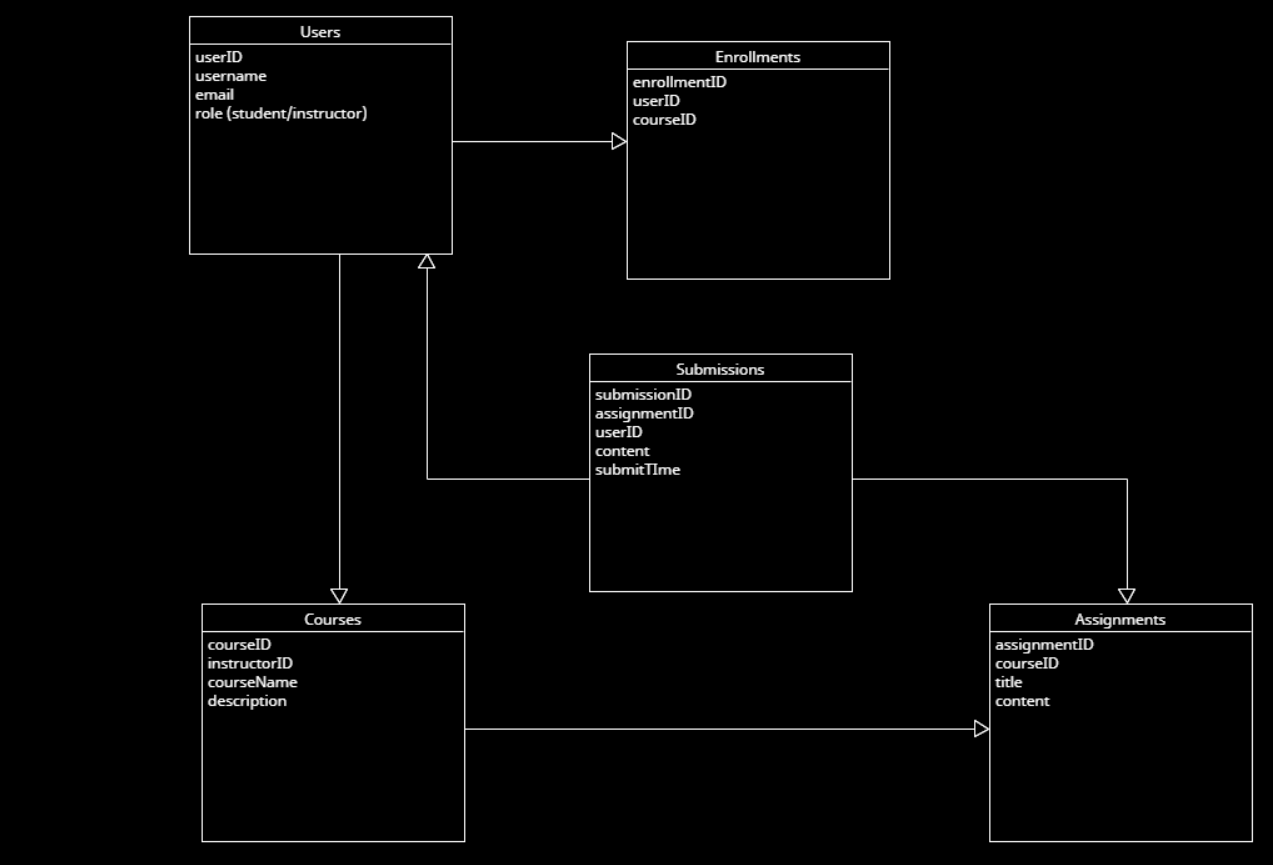 Users
userID
username
email
role (student/instructor)
Enrollments
enrollmentID
userID
courseID
Submissions
submissionID
assignmentID
userID
content
submitTIme
Courses
courseID
instructorID
courseName
description
Assignments
assignmentID
courseID
title
content